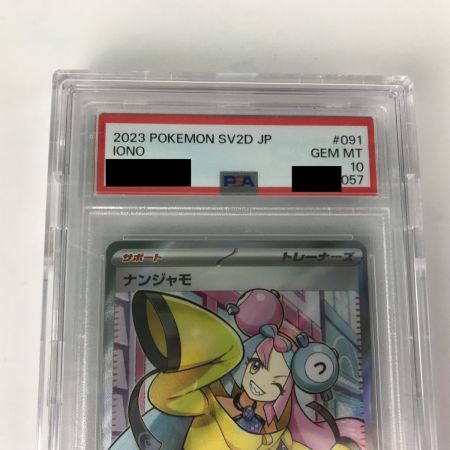 2023 POKEMON SV2D JP #091
IONO GEM MT
10
PSA 057
サポート トレーナーズ
ナンジャモ